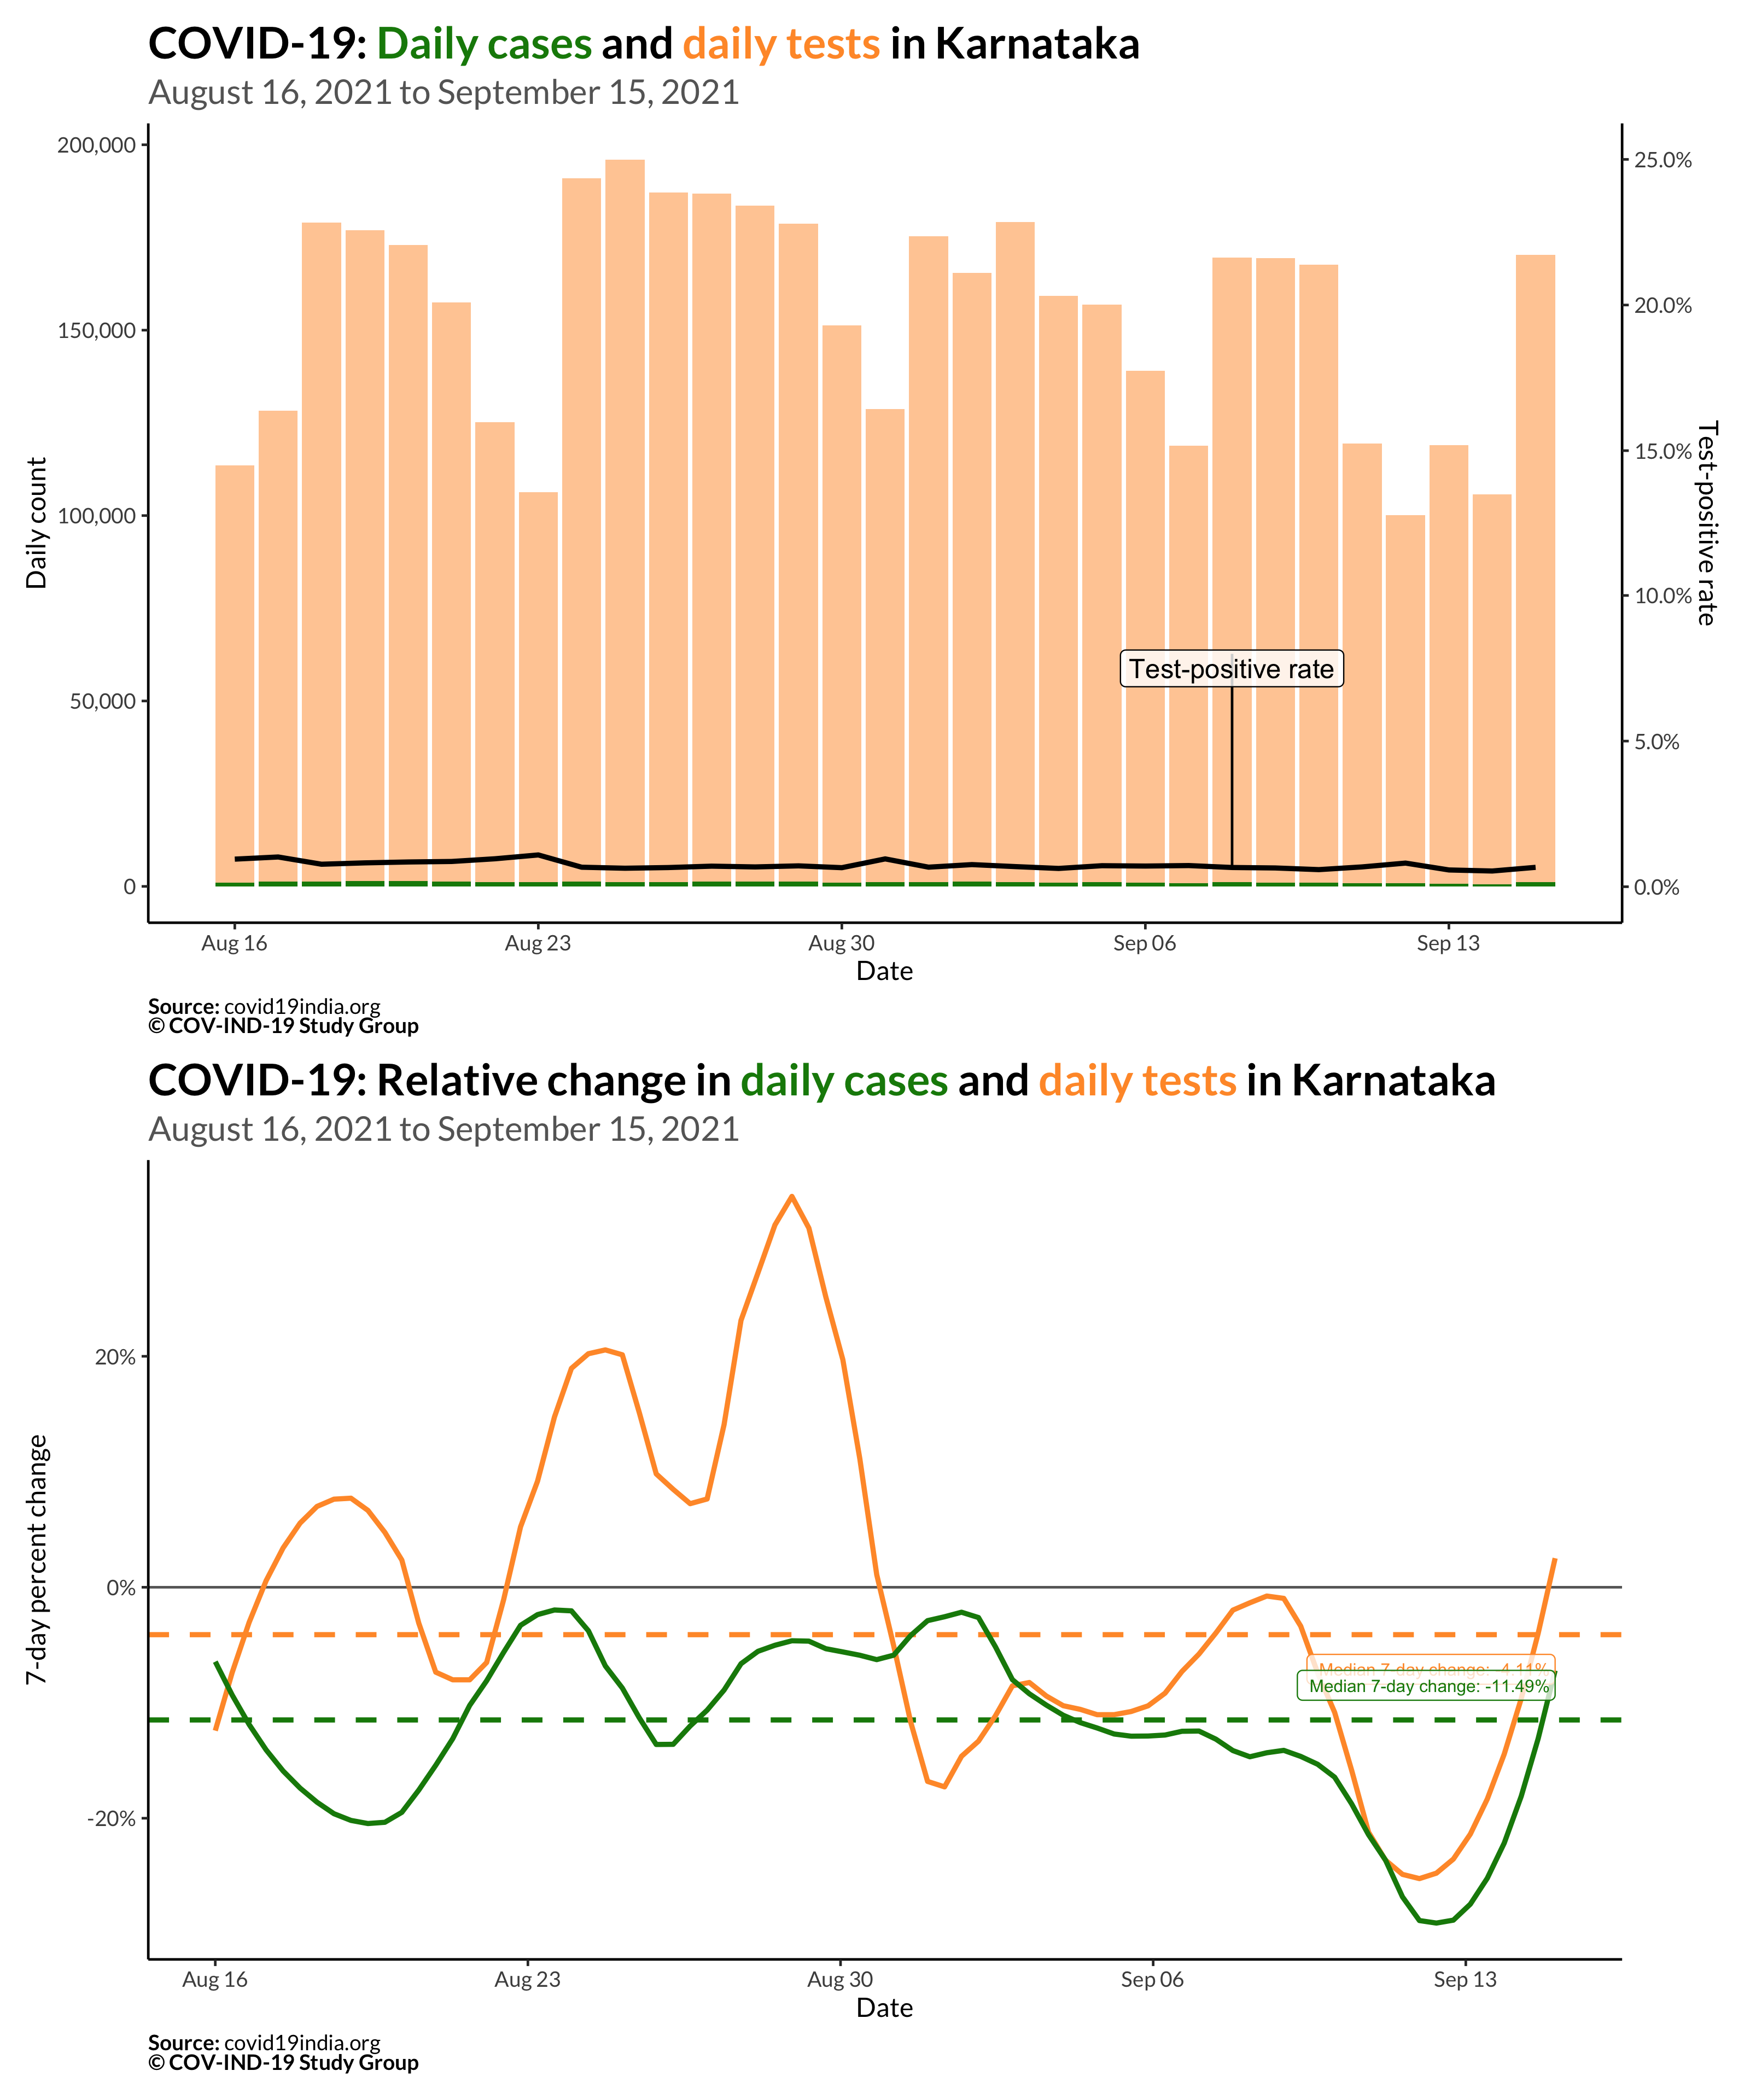 COVID-19: Daily cases and daily tests in Karnataka
August 16, 2021 to September 15, 2021
200,000
150,000
100,000
50,000
0
Daily count
25.0%
20.0%
15.0%
10.0%
5.0%
0.0%
Test-positive rate
Test-positive rate
Aug 16
Aug 23
Aug 30
Sep 06
Sep 13
Date
Source: covid19india.org
© COV-IND-19 Study Group
COVID-19: Relative change in daily cases and daily tests in Karnataka
August 16, 2021 to September 15, 2021
20%
0%
-20%
7-day percent change
Median 7-day change: -4.11%
Median 7-day change: -11.49%
Aug 16
Aug 23
Aug 30
Sep 06
Sep 13
Date
Source: covid19india.org
© COV-IND-19 Study Group